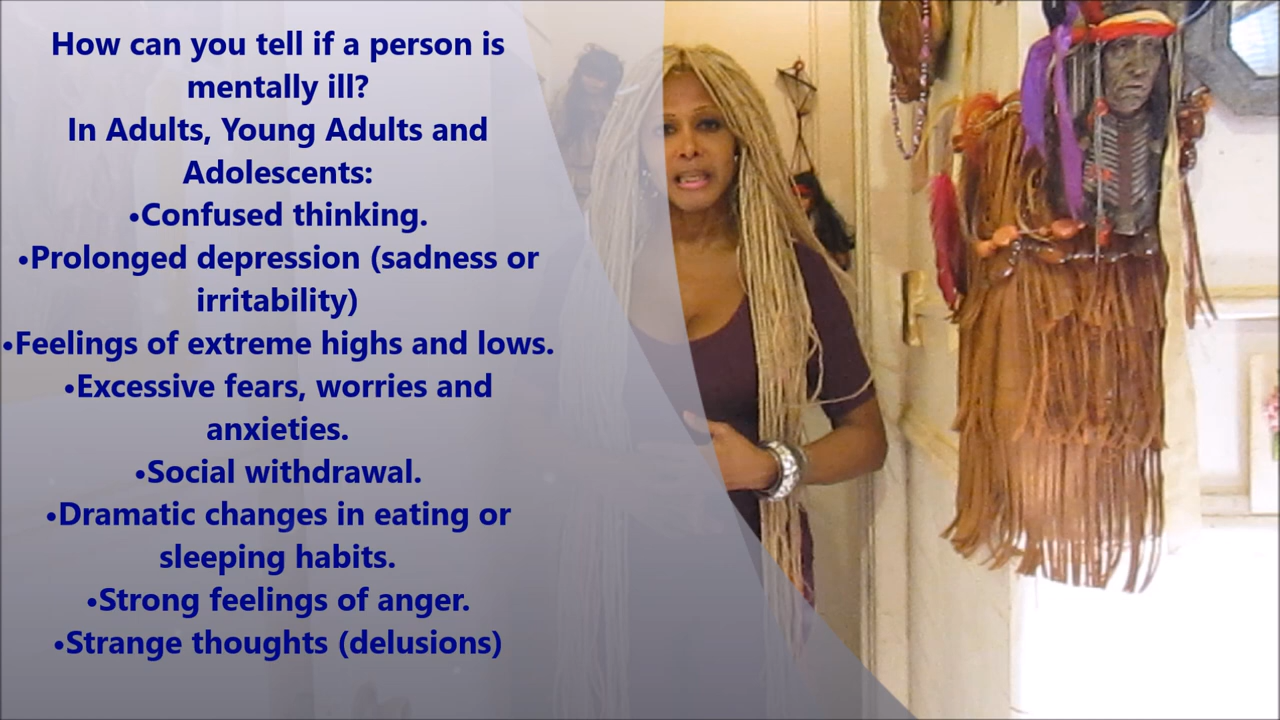 How can you tell if a person is
mentally ill?
In Adults, Young Adults and
Adolescents:
•Confused thinking.
•Prolonged depression (sadness or
irritability)
•Feelings of extreme highs and lows.
•Excessive fears, worries and
anxieties.
•Social withdrawal.
•Dramatic changes in eating or
sleeping habits.
•Strong feelings of anger.
•Strange thoughts (delusions)